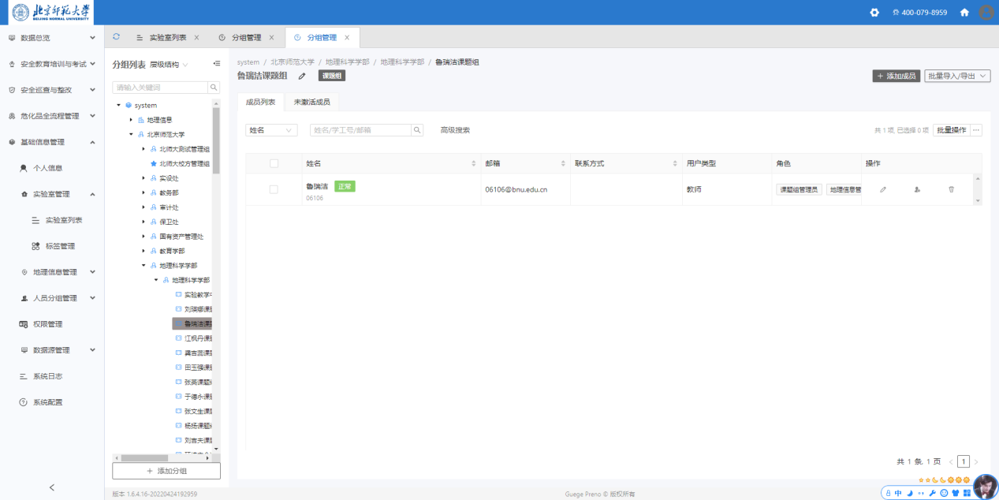 北京师范大学
BEIJING NORMAL UNIVERSITY
400-079-8959
数据总览
安全教育培训与考试
安全巡查与整改
危化品全流程管理
基础信息管理
个人信息
实验室管理
实验室列表
标签管理
地理信息管理
人员分组管理
权限管理
数据源管理
系统日志
系统配置
实验室列表
分组管理
分组管理
分组列表 层级结构
请输入关键词
system
地理信息
北京师范大学
北师大测试管理组
北师大校方管理组
实设处
教务部
审计处
保卫处
国有资产管理处
教育学部
地理科学学部
地理科学学部
实验教学中
刘瑛娜课题
鲁瑞洁课题
江枫丹课题
龚吉圆课题
田玉强课题
张英课题组
于德永课题
张文生课题
杨扬课题组
刘吉夫课题
+ 添加分组
system / 北京师范大学 / 地理科学学部 / 地理科学学部 / 鲁瑞洁课题组
鲁瑞洁课题组 课题组
+ 添加成员 批量导入/导出
成员列表 未激活成员
姓名 姓名/学工号/邮箱 高级搜索
共 1 项, 已选择 0 项 批量操作 ···
姓名 邮箱 联系方式 用户类型 角色 操作
鲁瑞洁 正常 06106@bnu.edu.cn 教师 课题组管理员 地理信息管
06106
共 1 条, 1 页 1
版本 1.6.4.16-20220424192959
Guege Preno © 版权所有
中